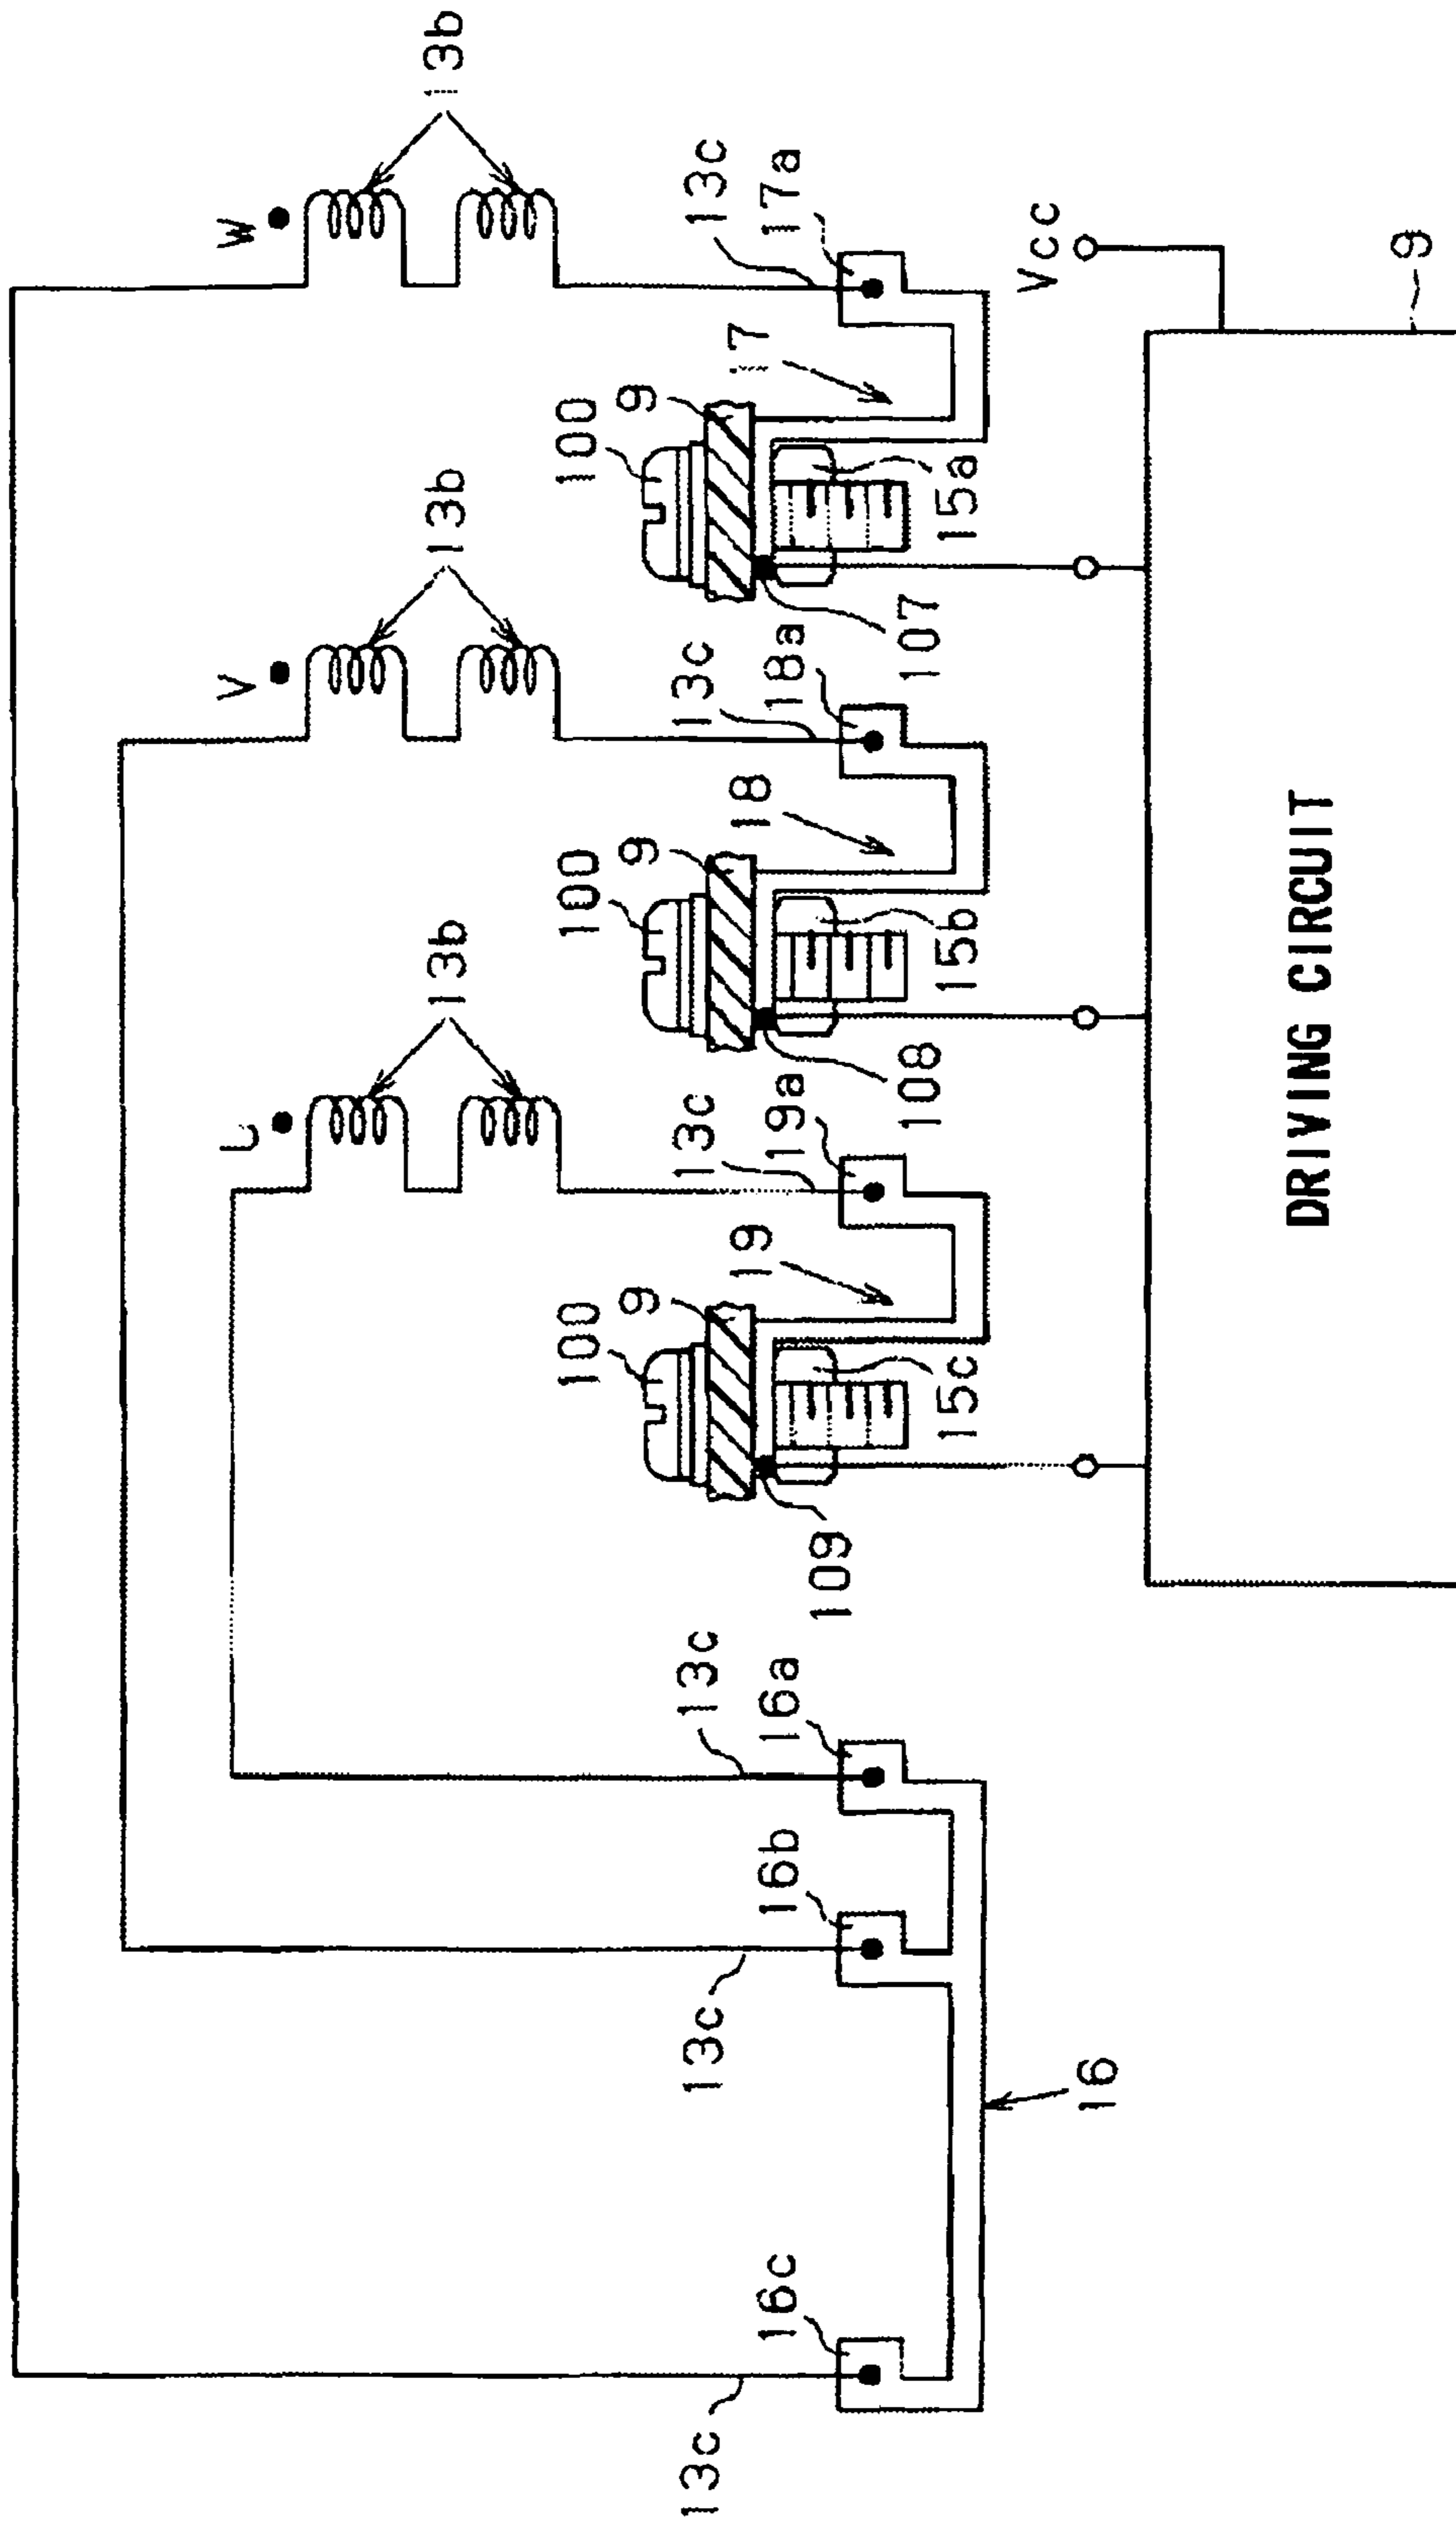 U V W
13b 13b 13b
100 100 100
9 9 9
13c 13c 13c 13c 13c 13c
19 18 17
16c 16b 16a 19a 18a 17a
109 108 107
15c 15b 15a
Vcc
16
DRIVING CIRCUIT
9